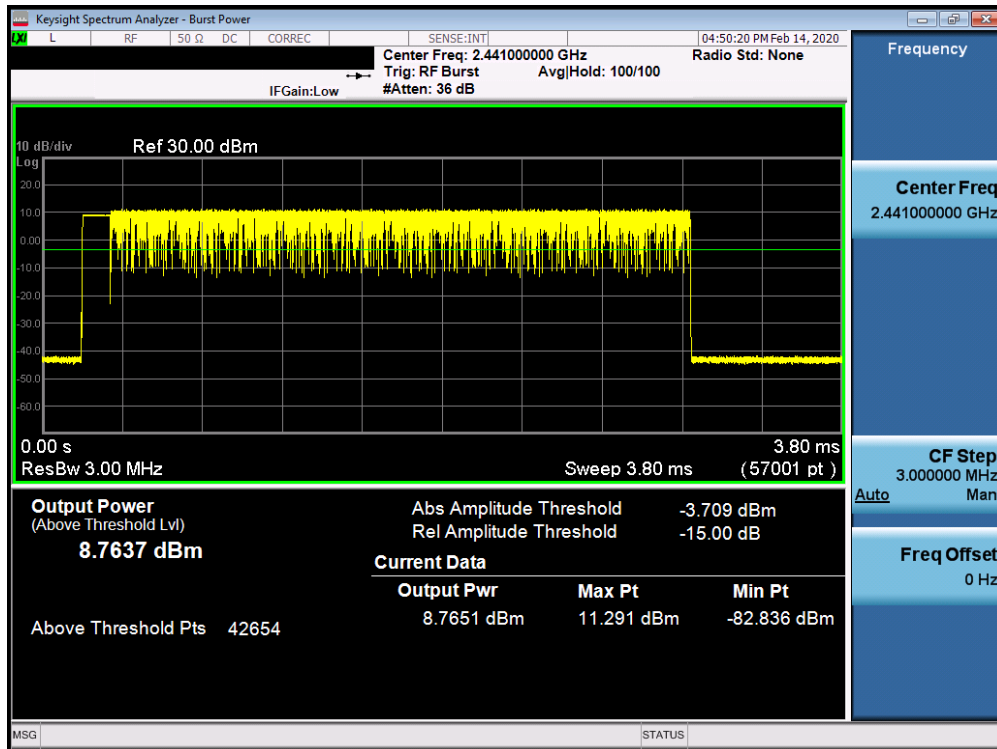 Keysight Spectrum Analyzer - Burst Power
LXI L RF 50 Ω DC CORREC SENSE:INT 04:50:20 PM Feb 14, 2020
Center Freq: 2.441000000 GHz Radio Std: None
Trig: RF Burst Avg|Hold: 100/100
IFGain:Low #Atten: 36 dB
10 dB/div Ref 30.00 dBm
Log
20.0
10.0
0.00
-10.0
-20.0
-30.0
-40.0
-50.0
-60.0
0.00 s 3.80 ms
ResBw 3.00 MHz Sweep 3.80 ms (57001 pt )
Output Power
(Above Threshold Lvl)
8.7637 dBm
Above Threshold Pts 42654
Abs Amplitude Threshold -3.709 dBm
Rel Amplitude Threshold -15.00 dB
Current Data
Output Pwr Max Pt Min Pt
8.7651 dBm 11.291 dBm -82.836 dBm
Frequency
Center Freq
2.441000000 GHz
CF Step
3.000000 MHz
Auto Man
Freq Offset
0 Hz
MSG STATUS